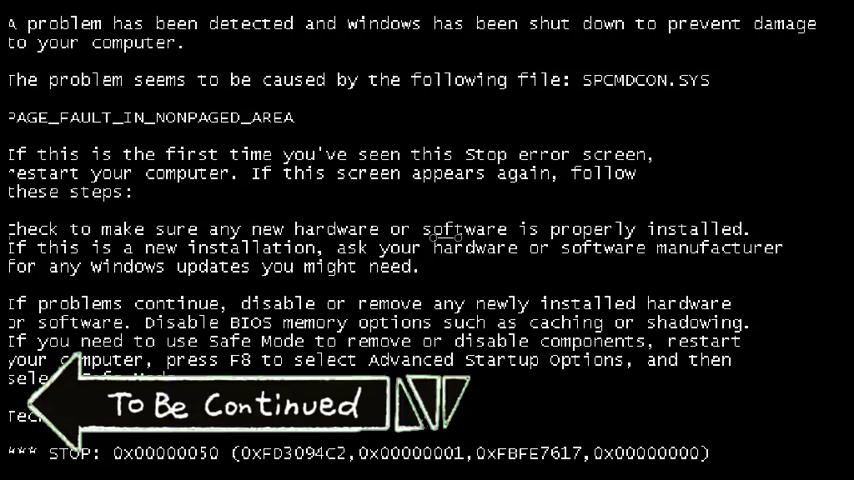 A problem has been detected and windows has been shut down to prevent damage
to your computer.
The problem seems to be caused by the following file: SPCMDCON.SYS
PAGE_FAULT_IN_NONPAGED_AREA
If this is the first time you've seen this Stop error screen,
restart your computer. If this screen appears again, follow
these steps:
Check to make sure any new hardware or software is properly installed.
If this is a new installation, ask your hardware or software manufacturer
for any windows updates you might need.
If problems continue, disable or remove any newly installed hardware
or software. Disable BIOS memory options such as caching or shadowing.
If you need to use Safe Mode to remove or disable components, restart
your computer, press F8 to select Advanced Startup Options, and then
To Be Continued
*** STOP: 0x00000050 (0xFD3094C2,0x00000001,0xFBFE7617,0x00000000)